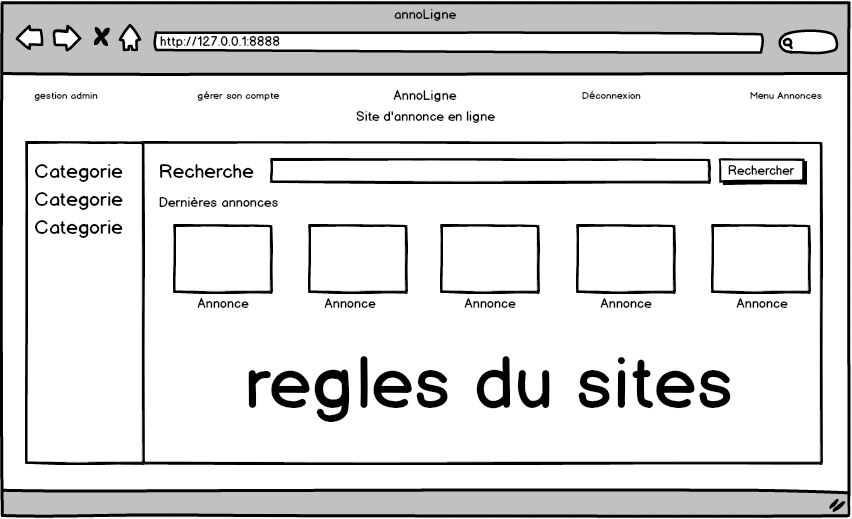 annoLigne
http://127.0.0.1:8888
gestion admin gérer son compte AnnoLigne Déconnexion Menu Annonces
Site d'annonce en ligne
Categorie
Categorie
Categorie
Recherche Rechercher
Dernières annonces
Annonce Annonce Annonce Annonce Annonce
regles du sites